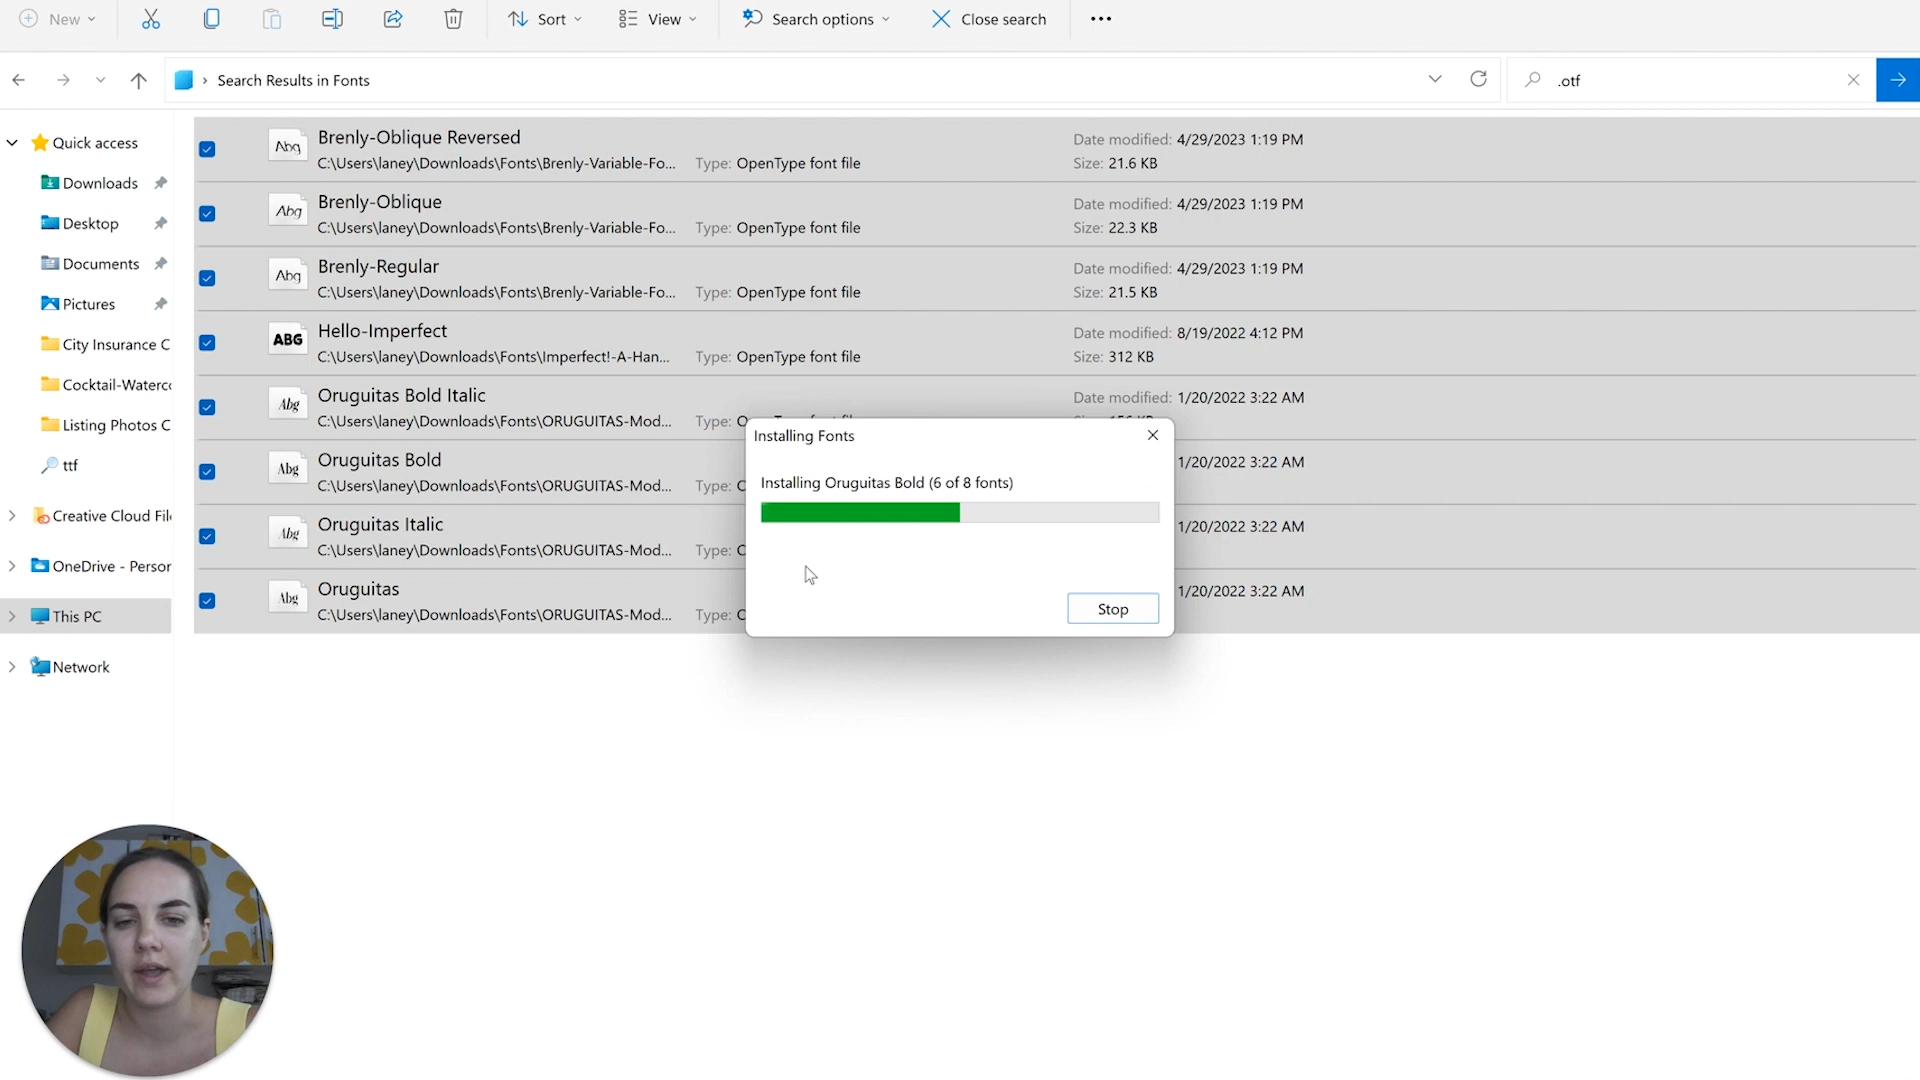 New
Sort
View
Search options
Close search
Search Results in Fonts
.otf
Quick access
Downloads
Desktop
Documents
Pictures
City Insurance C
Cocktail-Waterc
Listing Photos C
ttf
Creative Cloud File
OneDrive - Person
This PC
Network
Abg
Brenly-Oblique Reversed
C:\Users\laney\Downloads\Fonts\Brenly-Variable-Fo...
Type: OpenType font file
Date modified: 4/29/2023 1:19 PM
Size: 21.6 KB
Abg
Brenly-Oblique
C:\Users\laney\Downloads\Fonts\Brenly-Variable-Fo...
Type: OpenType font file
Date modified: 4/29/2023 1:19 PM
Size: 22.3 KB
Abg
Brenly-Regular
C:\Users\laney\Downloads\Fonts\Brenly-Variable-Fo...
Type: OpenType font file
Date modified: 4/29/2023 1:19 PM
Size: 21.5 KB
ABG
Hello-Imperfect
C:\Users\laney\Downloads\Fonts\Imperfect!-A-Han...
Type: OpenType font file
Date modified: 8/19/2022 4:12 PM
Size: 312 KB
Abg
Oruguitas Bold Italic
C:\Users\laney\Downloads\Fonts\ORUGUITAS-Mod...
Type:
Date modified: 1/20/2022 3:22 AM
Abg
Oruguitas Bold
C:\Users\laney\Downloads\Fonts\ORUGUITAS-Mod...
Type:
1/20/2022 3:22 AM
Abg
Oruguitas Italic
C:\Users\laney\Downloads\Fonts\ORUGUITAS-Mod...
Type:
1/20/2022 3:22 AM
Abg
Oruguitas
C:\Users\laney\Downloads\Fonts\ORUGUITAS-Mod...
Type:
1/20/2022 3:22 AM
Installing Fonts
Installing Oruguitas Bold (6 of 8 fonts)
Stop